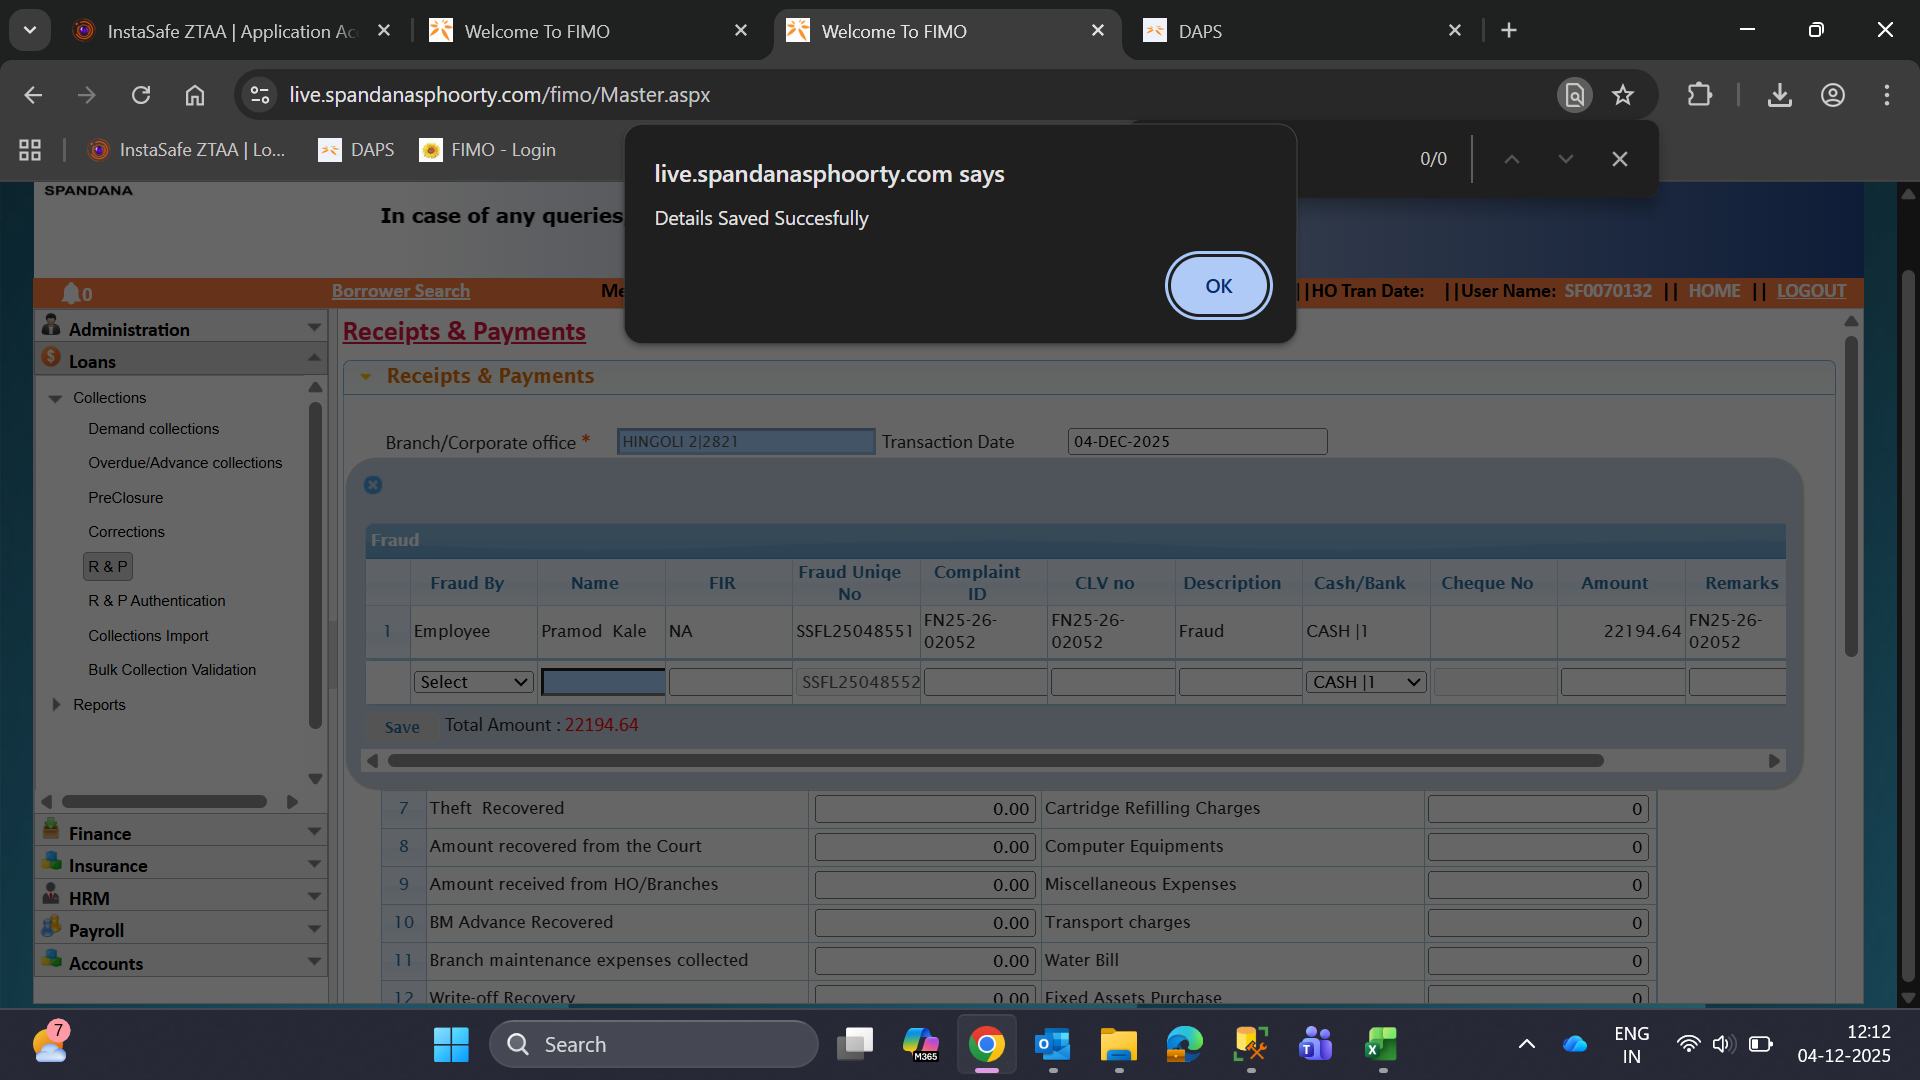 InstaSafe ZTAA | Application Ac
Welcome To FIMO
Welcome To FIMO
DAPS
live.spandanasphoorty.com/fimo/Master.aspx
InstaSafe ZTAA | Lo...
DAPS
FIMO - Login
0/0
live.spandanasphoorty.com says
Details Saved Succesfully
OK
SPANDANA
In case of any queries
0
Borrower Search
||HO Tran Date: ||User Name: SF0070132 || HOME || LOGOUT
Administration
Loans
Collections
Demand collections
Overdue/Advance collections
PreClosure
Corrections
R & P
R & P Authentication
Collections Import
Bulk Collection Validation
Reports
Finance
Insurance
HRM
Payroll
Accounts
Receipts & Payments
Receipts & Payments
Branch/Corporate office * HINGOLI 2|2821 Transaction Date 04-DEC-2025
Fraud
Fraud By Name FIR Fraud Uniqe No Complaint ID CLV no Description Cash/Bank Cheque No Amount Remarks
1 Employee Pramod Kale NA SSFL25048551 FN25-26-02052 FN25-26-02052 Fraud CASH |1 22194.64 FN25-26-02052
Select SSFL25048552 CASH |1
Save Total Amount : 22194.64
7 Theft Recovered 0.00 Cartridge Refilling Charges 0
8 Amount recovered from the Court 0.00 Computer Equipments 0
9 Amount received from HO/Branches 0.00 Miscellaneous Expenses 0
10 BM Advance Recovered 0.00 Transport charges 0
11 Branch maintenance expenses collected 0.00 Water Bill 0
12 Write-off Recovery 0.00 Fixed Assets Purchase 0
7
Search
M365
ENG
IN
12:12
04-12-2025